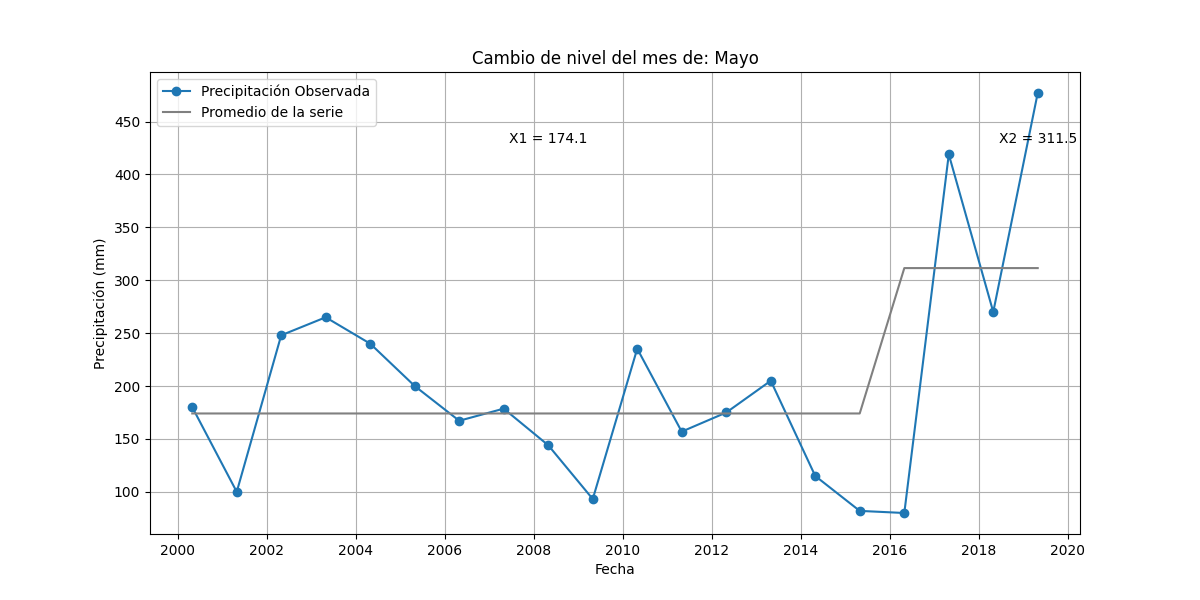 Cambio de nivel del mes de: Mayo
Precipitación Observada
Promedio de la serie
X1 = 174.1
X2 = 311.5
Precipitación (mm)
450
400
350
300
250
200
150
100
2000 2002 2004 2006 2008 2010 2012 2014 2016 2018 2020
Fecha